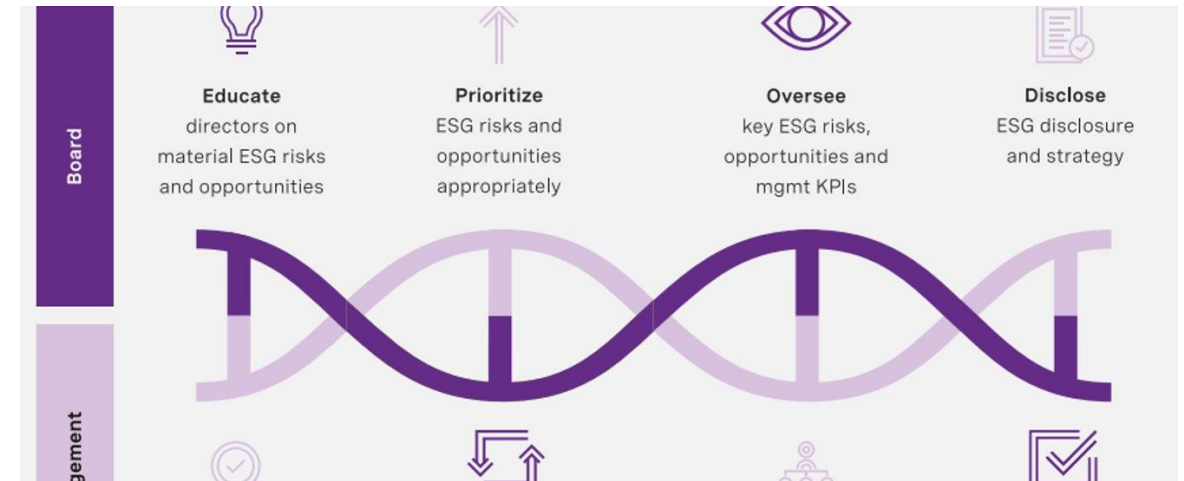 Board
Educate
directors on
material ESG risks
and opportunities
Prioritize
ESG risks and
opportunities
appropriately
Oversee
key ESG risks,
opportunities and
mgmt KPIs
Disclose
ESG disclosure
and strategy
gement